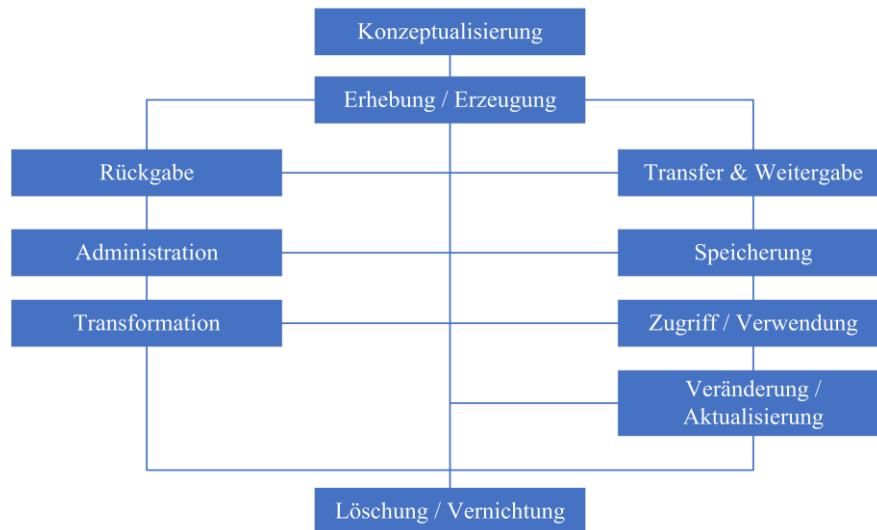 Konzeptualisierung
Erhebung / Erzeugung
Rückgabe
Transfer & Weitergabe
Administration
Speicherung
Transformation
Zugriff / Verwendung
Veränderung /
Aktualisierung
Löschung / Vernichtung